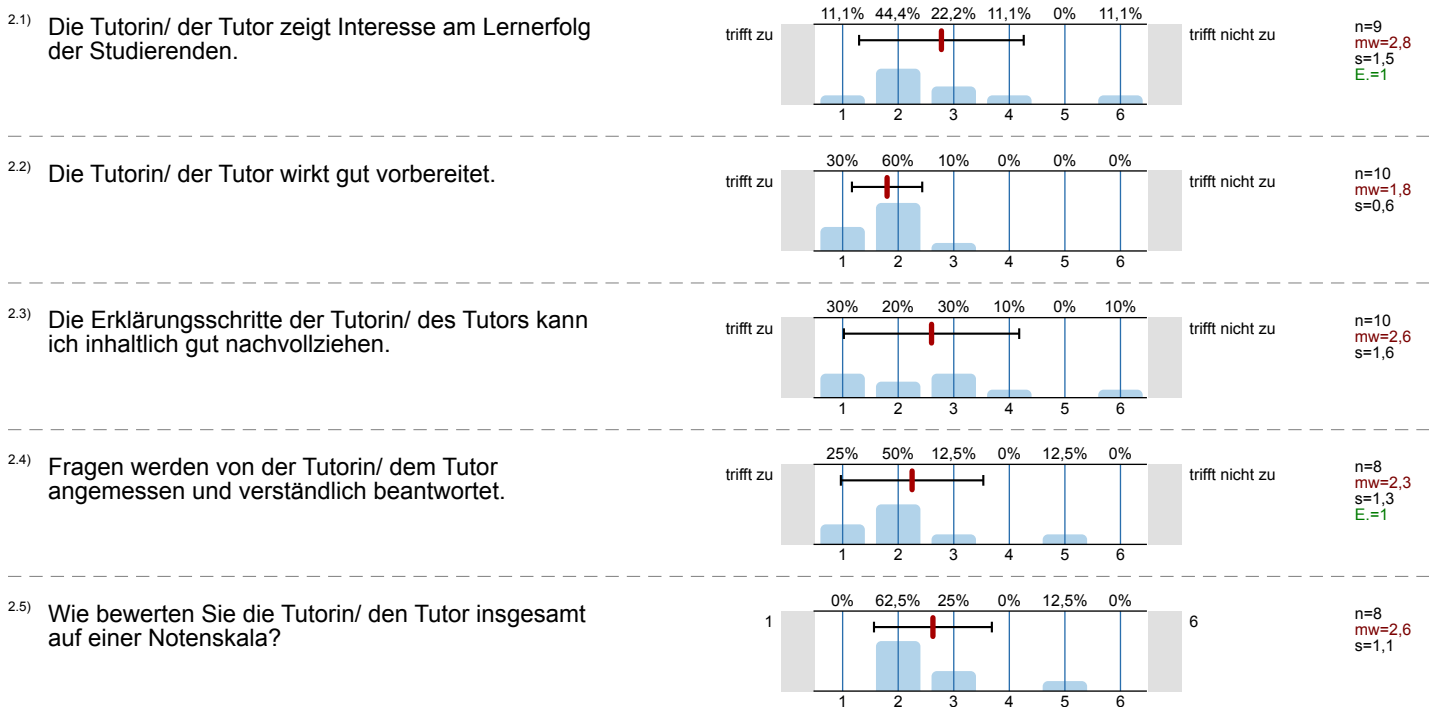 2.1) Die Tutorin/ der Tutor zeigt Interesse am Lernerfolg
der Studierenden.
11,1% 44,4% 22,2% 11,1% 0% 11,1%
trifft zu trifft nicht zu
1 2 3 4 5 6
n=9
mw=2,8
s=1,5
E.=1
2.2) Die Tutorin/ der Tutor wirkt gut vorbereitet.
30% 60% 10% 0% 0% 0%
trifft zu trifft nicht zu
1 2 3 4 5 6
n=10
mw=1,8
s=0,6
2.3) Die Erklärungsschritte der Tutorin/ des Tutors kann
ich inhaltlich gut nachvollziehen.
30% 20% 30% 10% 0% 10%
trifft zu trifft nicht zu
1 2 3 4 5 6
n=10
mw=2,6
s=1,6
2.4) Fragen werden von der Tutorin/ dem Tutor
angemessen und verständlich beantwortet.
25% 50% 12,5% 0% 12,5% 0%
trifft zu trifft nicht zu
1 2 3 4 5 6
n=8
mw=2,3
s=1,3
E.=1
2.5) Wie bewerten Sie die Tutorin/ den Tutor insgesamt
auf einer Notenskala?
0% 62,5% 25% 0% 12,5% 0%
1 6
1 2 3 4 5 6
n=8
mw=2,6
s=1,1